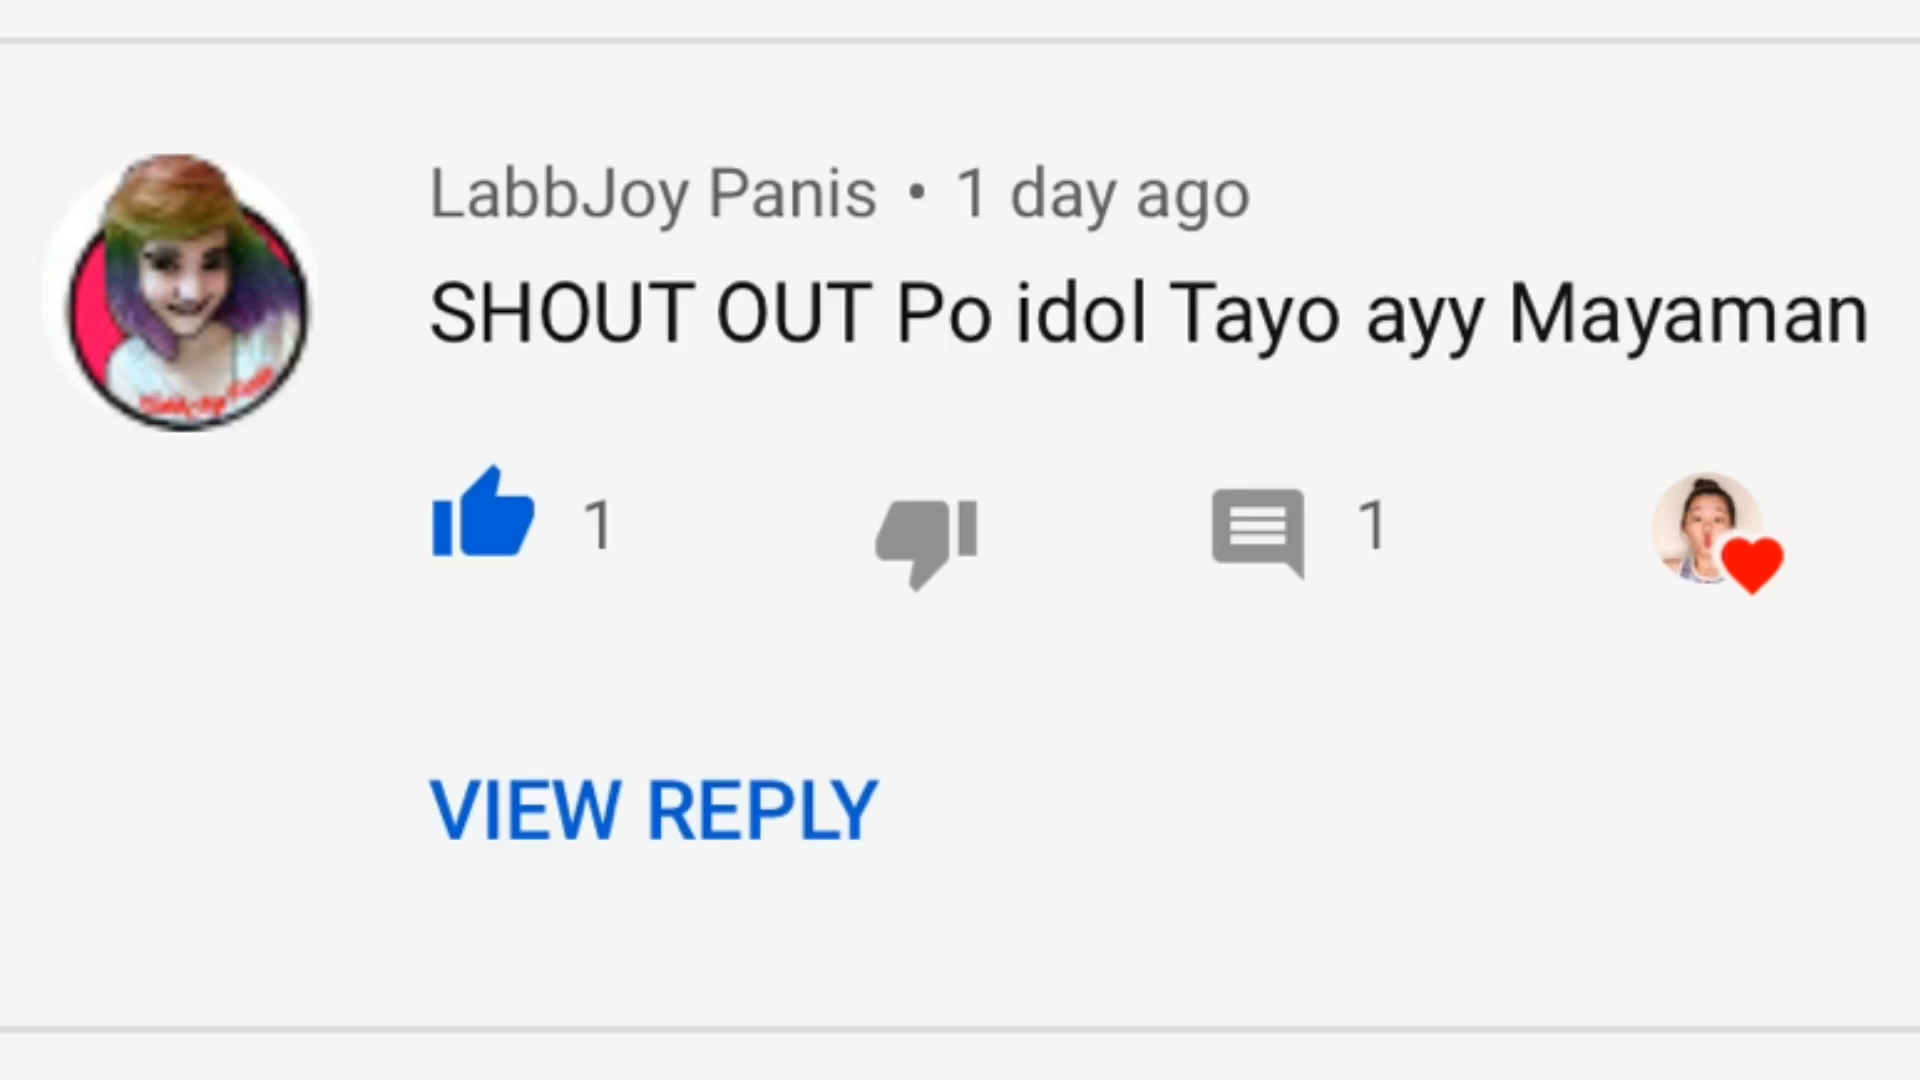 LabbJoy Panis • 1 day ago
SHOUT OUT Po idol Tayo ayy Mayaman
1
1
VIEW REPLY